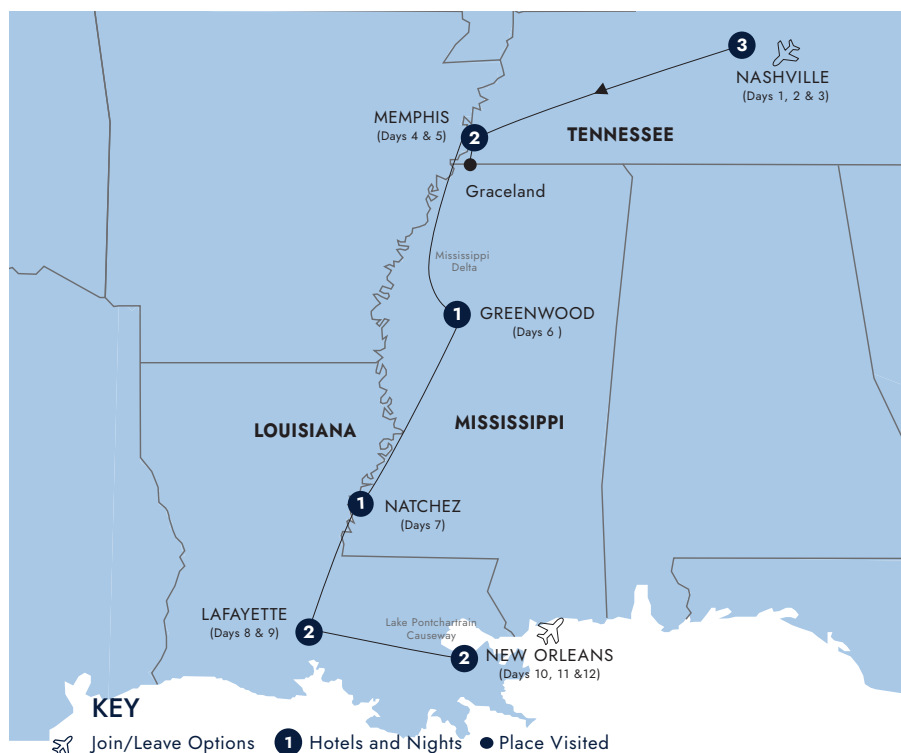 3
NASHVILLE
(Days 1, 2 & 3)
MEMPHIS
(Days 4 & 5)
2
TENNESSEE
Graceland
Mississippi
Delta
1
GREENWOOD
(Days 6 )
LOUISIANA
MISSISSIPPI
1
NATCHEZ
(Days 7)
LAFAYETTE
(Days 8 & 9)
2
Lake Pontchartrain
Causeway
2
NEW ORLEANS
(Days 10, 11 &12)
KEY
Join/Leave Options 1 Hotels and Nights Place Visited